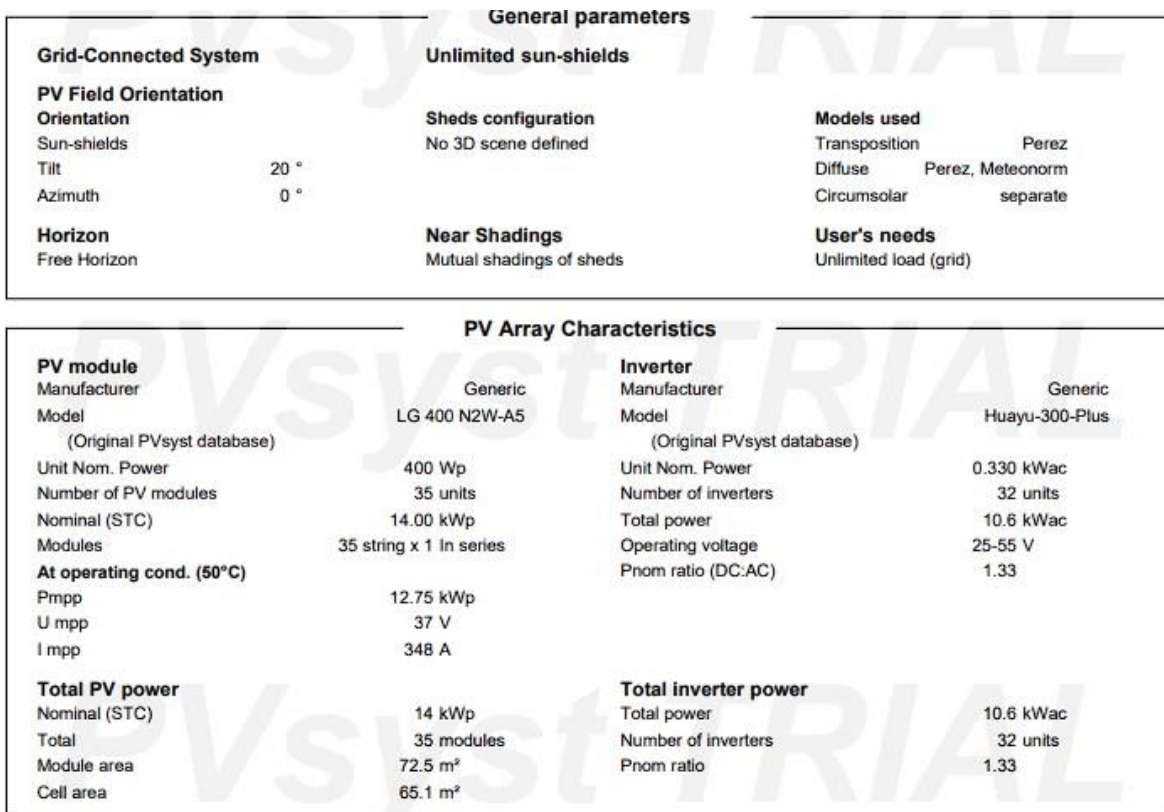 General parameters
Grid-Connected System Unlimited sun-shields
PV Field Orientation
Orientation Sheds configuration Models used
Sun-shields No 3D scene defined Transposition Perez
Tilt 20 ° Diffuse Perez, Meteonorm
Azimuth 0 ° Circumsolar separate
Horizon Near Shadings User's needs
Free Horizon Mutual shadings of sheds Unlimited load (grid)
PV Array Characteristics
PV module Inverter
Manufacturer Generic Manufacturer Generic
Model LG 400 N2W-A5 Model Huayu-300-Plus
(Original PVsyst database) (Original PVsyst database)
Unit Nom. Power 400 Wp Unit Nom. Power 0.330 kWac
Number of PV modules 35 units Number of inverters 32 units
Nominal (STC) 14.00 kWp Total power 10.6 kWac
Modules 35 string x 1 In series Operating voltage 25-55 V
At operating cond. (50°C) Pnom ratio (DC:AC) 1.33
Pmpp 12.75 kWp
U mpp 37 V
I mpp 348 A
Total PV power Total inverter power
Nominal (STC) 14 kWp Total power 10.6 kWac
Total 35 modules Number of inverters 32 units
Module area 72.5 m² Pnom ratio 1.33
Cell area 65.1 m²
PVsyst TRIAL
PVsyst TRIAL
PVsyst TRIAL